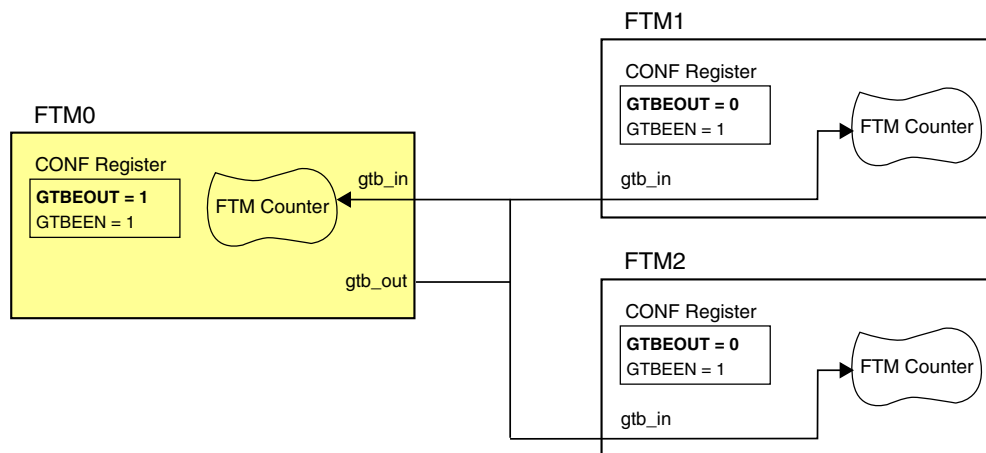 FTM0
CONF Register
GTBEOUT = 1
GTBEEN = 1
FTM Counter
gtb_in
gtb_out
FTM1
CONF Register
GTBEOUT = 0
GTBEEN = 1
FTM Counter
gtb_in
FTM2
CONF Register
GTBEOUT = 0
GTBEEN = 1
FTM Counter
gtb_in